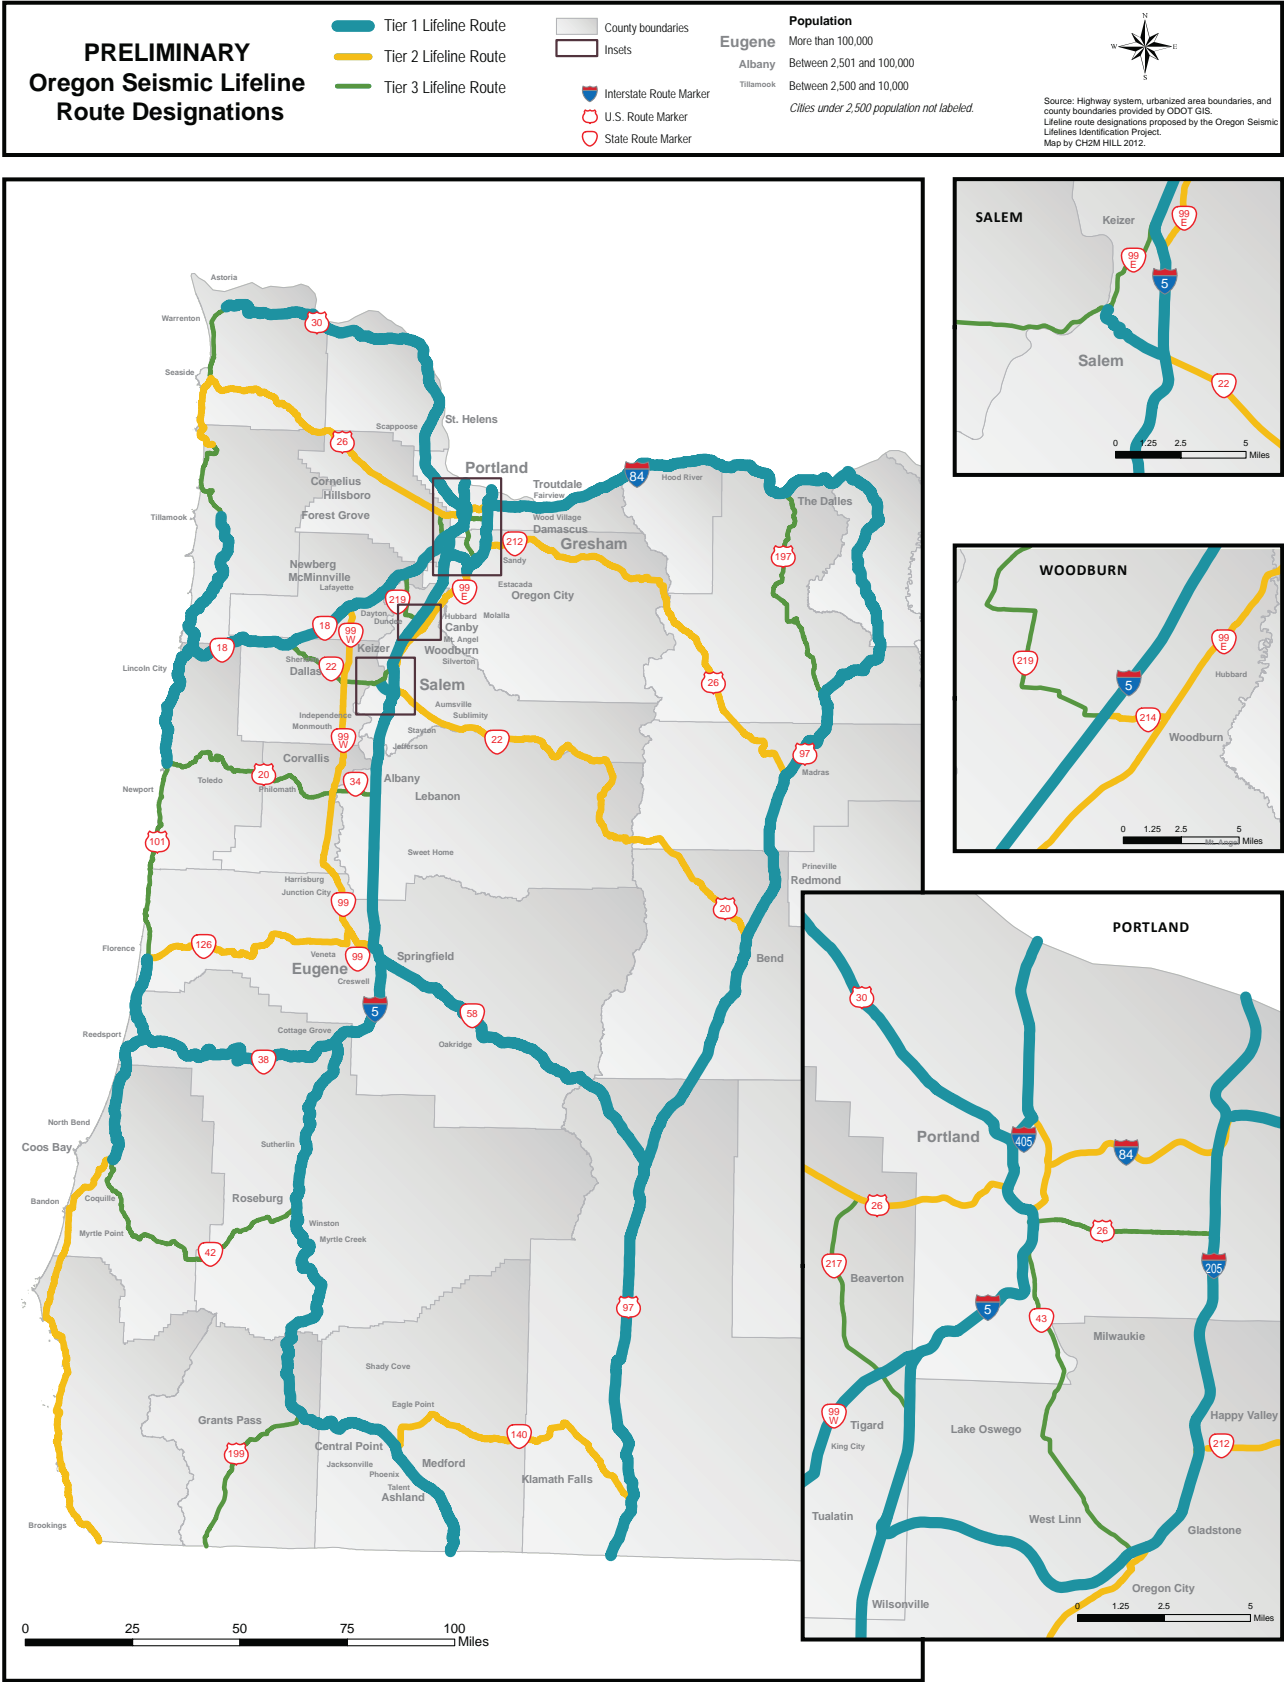 PRELIMINARY
Oregon Seismic Lifeline
Route Designations
Tier 1 Lifeline Route
Tier 2 Lifeline Route
Tier 3 Lifeline Route
County boundaries
Insets
Interstate Route Marker
U.S. Route Marker
State Route Marker
Population
Eugene More than 100,000
Albany Between 2,501 and 100,000
Tillamook Between 2,500 and 10,000
Cities under 2,500 population not labeled.
N
W E
S
Source: Highway system, urbanized area boundaries, and
county boundaries provided by ODOT GIS.
Lifeline route designations proposed by the Oregon Seismic
Lifelines Identification Project.
Map by CH2M HILL 2012.
Astoria
Warrenton
30
Seaside
St. Helens
Scappoose
26
Portland
Cornelius
Hillsboro
Forest Grove
Troutdale
Fairview
84
Hood River
The Dalles
Tillamook
Wood Village
Damascus
212
Gresham
Sandy
197
Newberg
McMinnville
Lafayette
Estacada
Oregon City
99 E
219
Dayton
Dundee
Hubbard
Molalla
Canby
Mt. Angel
Woodburn
Silverton
18
99 W
18
Keizer
Lincoln City
Dallas
22
26
Salem
Aumsville
Sublimity
Independence
Monmouth
Stayton
22
99 W
Jefferson
97
Madras
Corvallis
20
Toledo
Philomath
34
Albany
Lebanon
Newport
101
Sweet Home
Prineville
Redmond
Harrisburg
Junction City
99
20
Florence
126
Veneta
99
Springfield
Bend
Eugene
Creswell
5
58
Reedsport
Cottage Grove
38
Oakridge
North Bend
Coos Bay
Sutherlin
Bandon
Coquille
Roseburg
Myrtle Point
Winston
Myrtle Creek
42
97
Shady Cove
Eagle Point
Grants Pass
140
199
Central Point
Jacksonville
Medford
Phoenix
Talent
Ashland
Klamath Falls
Brookings
0 25 50 75 100
Miles
SALEM
Keizer
99 E
99 E
5
Salem
22
0 1.25 2.5 5
Miles
WOODBURN
99 E
219
5
Hubbard
214
Woodburn
0 1.25 2.5 5
Mt. Angel Miles
PORTLAND
30
Portland
405
84
26
26
217
Beaverton
205
5
43
Milwaukie
99 W
Tigard
King City
Lake Oswego
Happy Valley
212
Tualatin
West Linn
Gladstone
Wilsonville
Oregon City
0 1.25 2.5 5
Miles